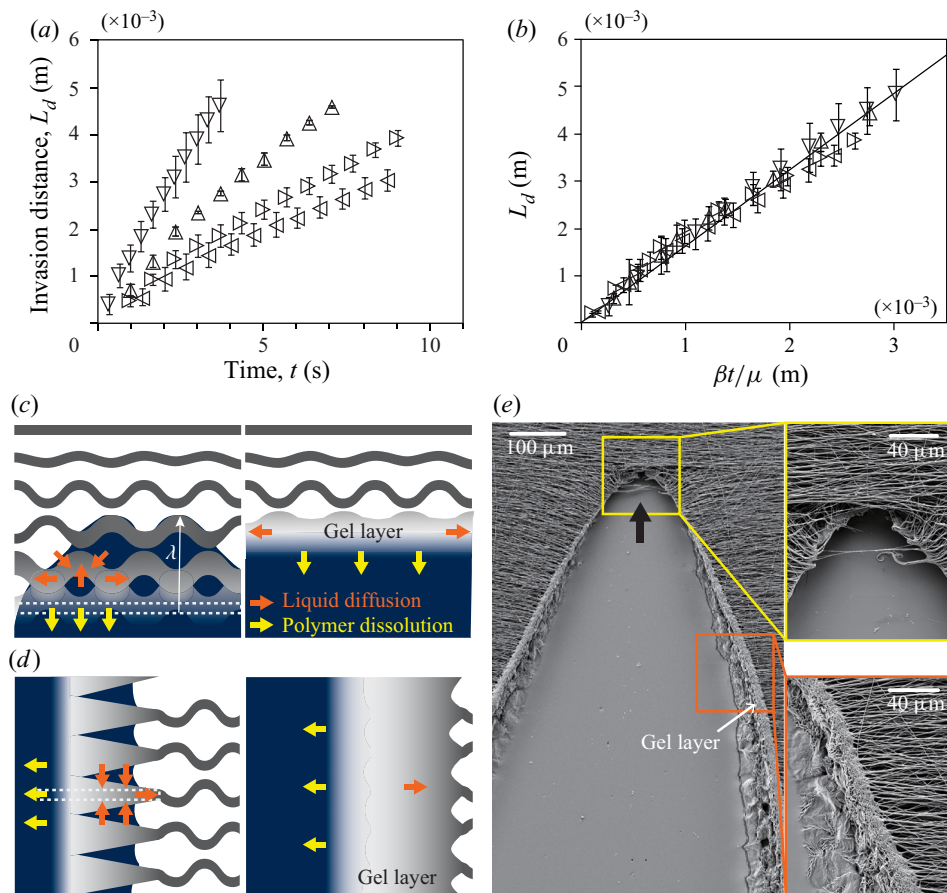 (a)
(×10⁻³)
6
5
4
3
2
1
0
5
10
Invasion distance, L_d (m)
Time, t (s)
(b)
(×10⁻³)
6
5
4
3
2
1
0
1
2
3
(×10⁻³)
L_d (m)
βt/μ (m)
(c)
λ
Gel layer
Liquid diffusion
Polymer dissolution
(d)
Gel layer
(e)
100 μm
40 μm
Gel layer
40 μm